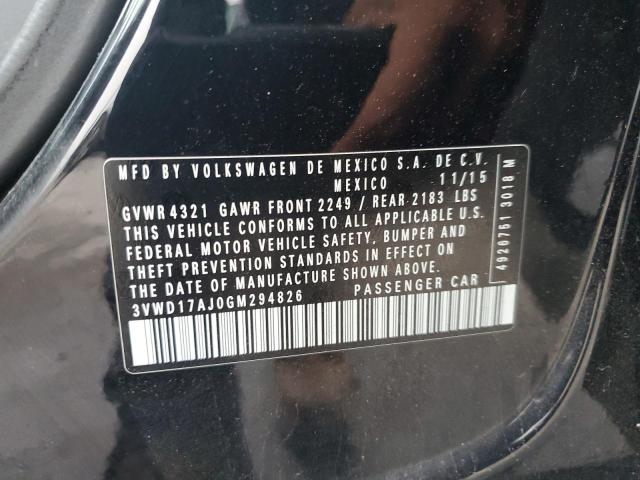 MFD BY VOLKSWAGEN DE MEXICO S.A. DE C.V.
MEXICO 11/15
GVWR 4321 GAWR FRONT 2249 / REAR 2183 LBS
THIS VEHICLE CONFORMS TO ALL APPLICABLE U.S.
FEDERAL MOTOR VEHICLE SAFETY, BUMPER AND
THEFT PREVENTION STANDARDS IN EFFECT ON
THE DATE OF MANUFACTURE SHOWN ABOVE.
3VWD17AJ0GM294826 PASSENGER CAR
4926751 3018 M